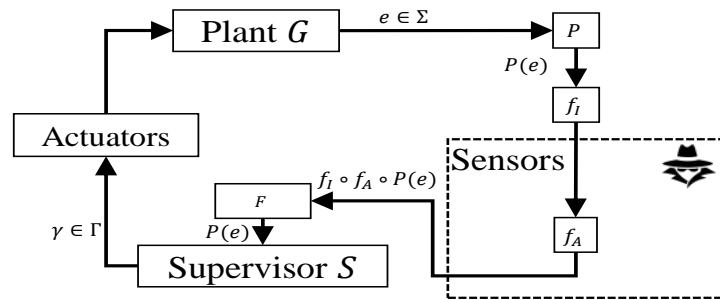 Plant G
e ∈ Σ
P
P(e)
f_I
Actuators
Sensors
f_I ∘ f_A ∘ P(e)
F
f_A
γ ∈ Γ
P(e)
Supervisor S